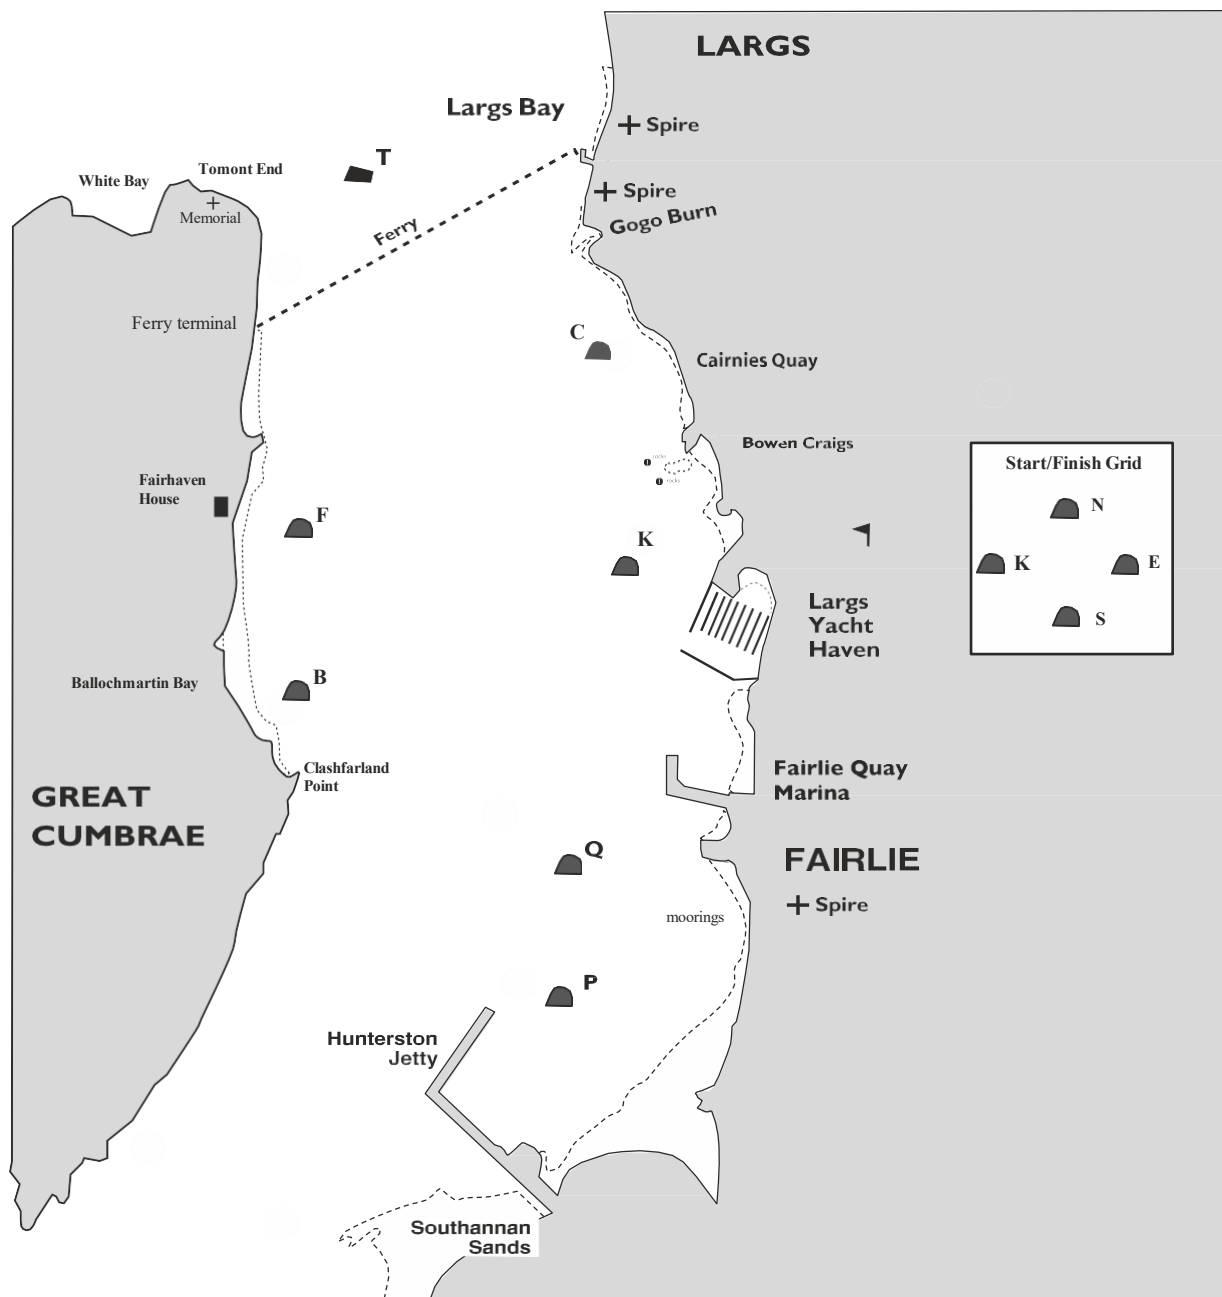 LARGS
Largs Bay
Spire
T
Tomont End
White Bay
Spire
Memorial
Gogo Burn
Ferry
Ferry terminal
C
Cairnies Quay
Bowen Craigs
rocks
rocks
Start/Finish Grid
N
K
E
S
Fairhaven
House
F
K
Largs
Yacht
Haven
B
Ballochmartin Bay
Clashfarland
Point
Fairlie Quay
Marina
GREAT
CUMBRAE
Q
FAIRLIE
Spire
moorings
P
Hunterston
Jetty
Southannan
Sands